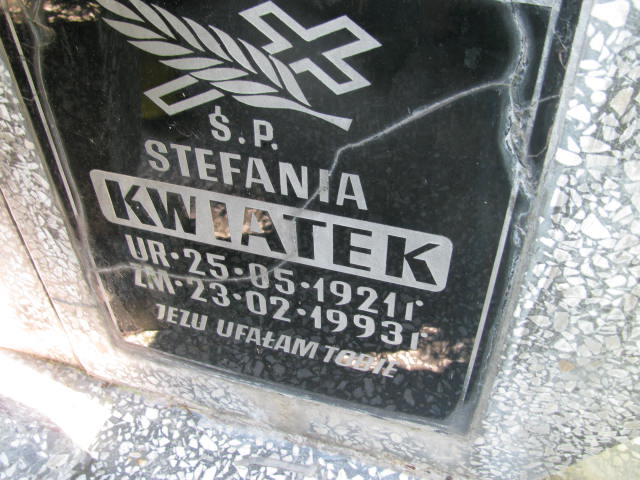 Ś.P.
STEFANIA
KWIATEK
UR·25·05·1921r
ZM·23·02·1993r
JEZU UFAŁAM TOBIE